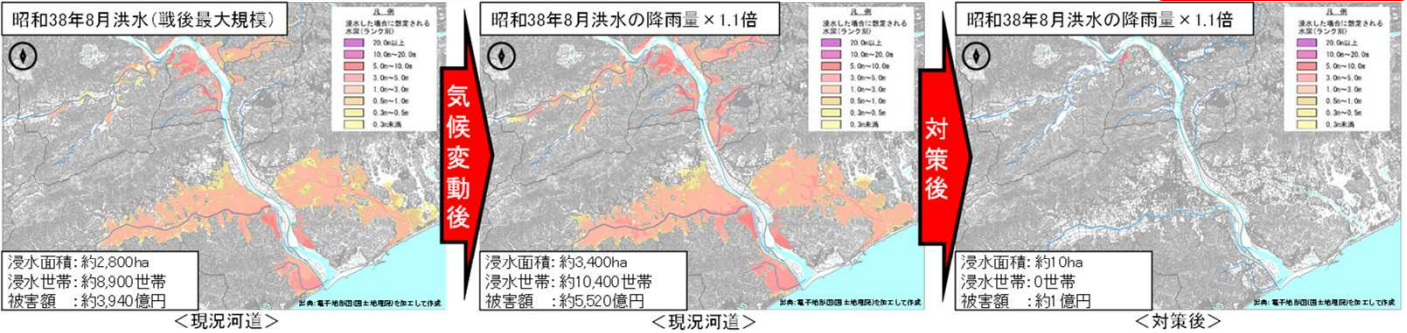 昭和38年8月洪水(戦後最大規模)
凡 例
浸水した場合に想定される
水深(ランク別)
20.0m以上
10.0m~20.0m
5.0m~10.0m
3.0m~5.0m
1.0m~3.0m
0.5m~1.0m
0.3m~0.5m
0.3m未満
浸水面積:約2,800ha
浸水世帯:約8,900世帯
被害額 :約3,940億円
出典:電子地形図(国土地理院)を加工して作成
<現況河道>
気候変動後
昭和38年8月洪水の降雨量×1.1倍
凡 例
浸水した場合に想定される
水深(ランク別)
20.0m以上
10.0m~20.0m
5.0m~10.0m
3.0m~5.0m
1.0m~3.0m
0.5m~1.0m
0.3m~0.5m
0.3m未満
浸水面積:約3,400ha
浸水世帯:約10,400世帯
被害額 :約5,520億円
出典:電子地形図(国土地理院)を加工して作成
<現況河道>
対策後
昭和38年8月洪水の降雨量×1.1倍
凡 例
浸水した場合に想定される
水深(ランク別)
20.0m以上
10.0m~20.0m
5.0m~10.0m
3.0m~5.0m
1.0m~3.0m
0.5m~1.0m
0.3m~0.5m
0.3m未満
浸水面積:約10ha
浸水世帯:0世帯
被害額 :約1億円
出典:電子地形図(国土地理院)を加工して作成
<対策後>